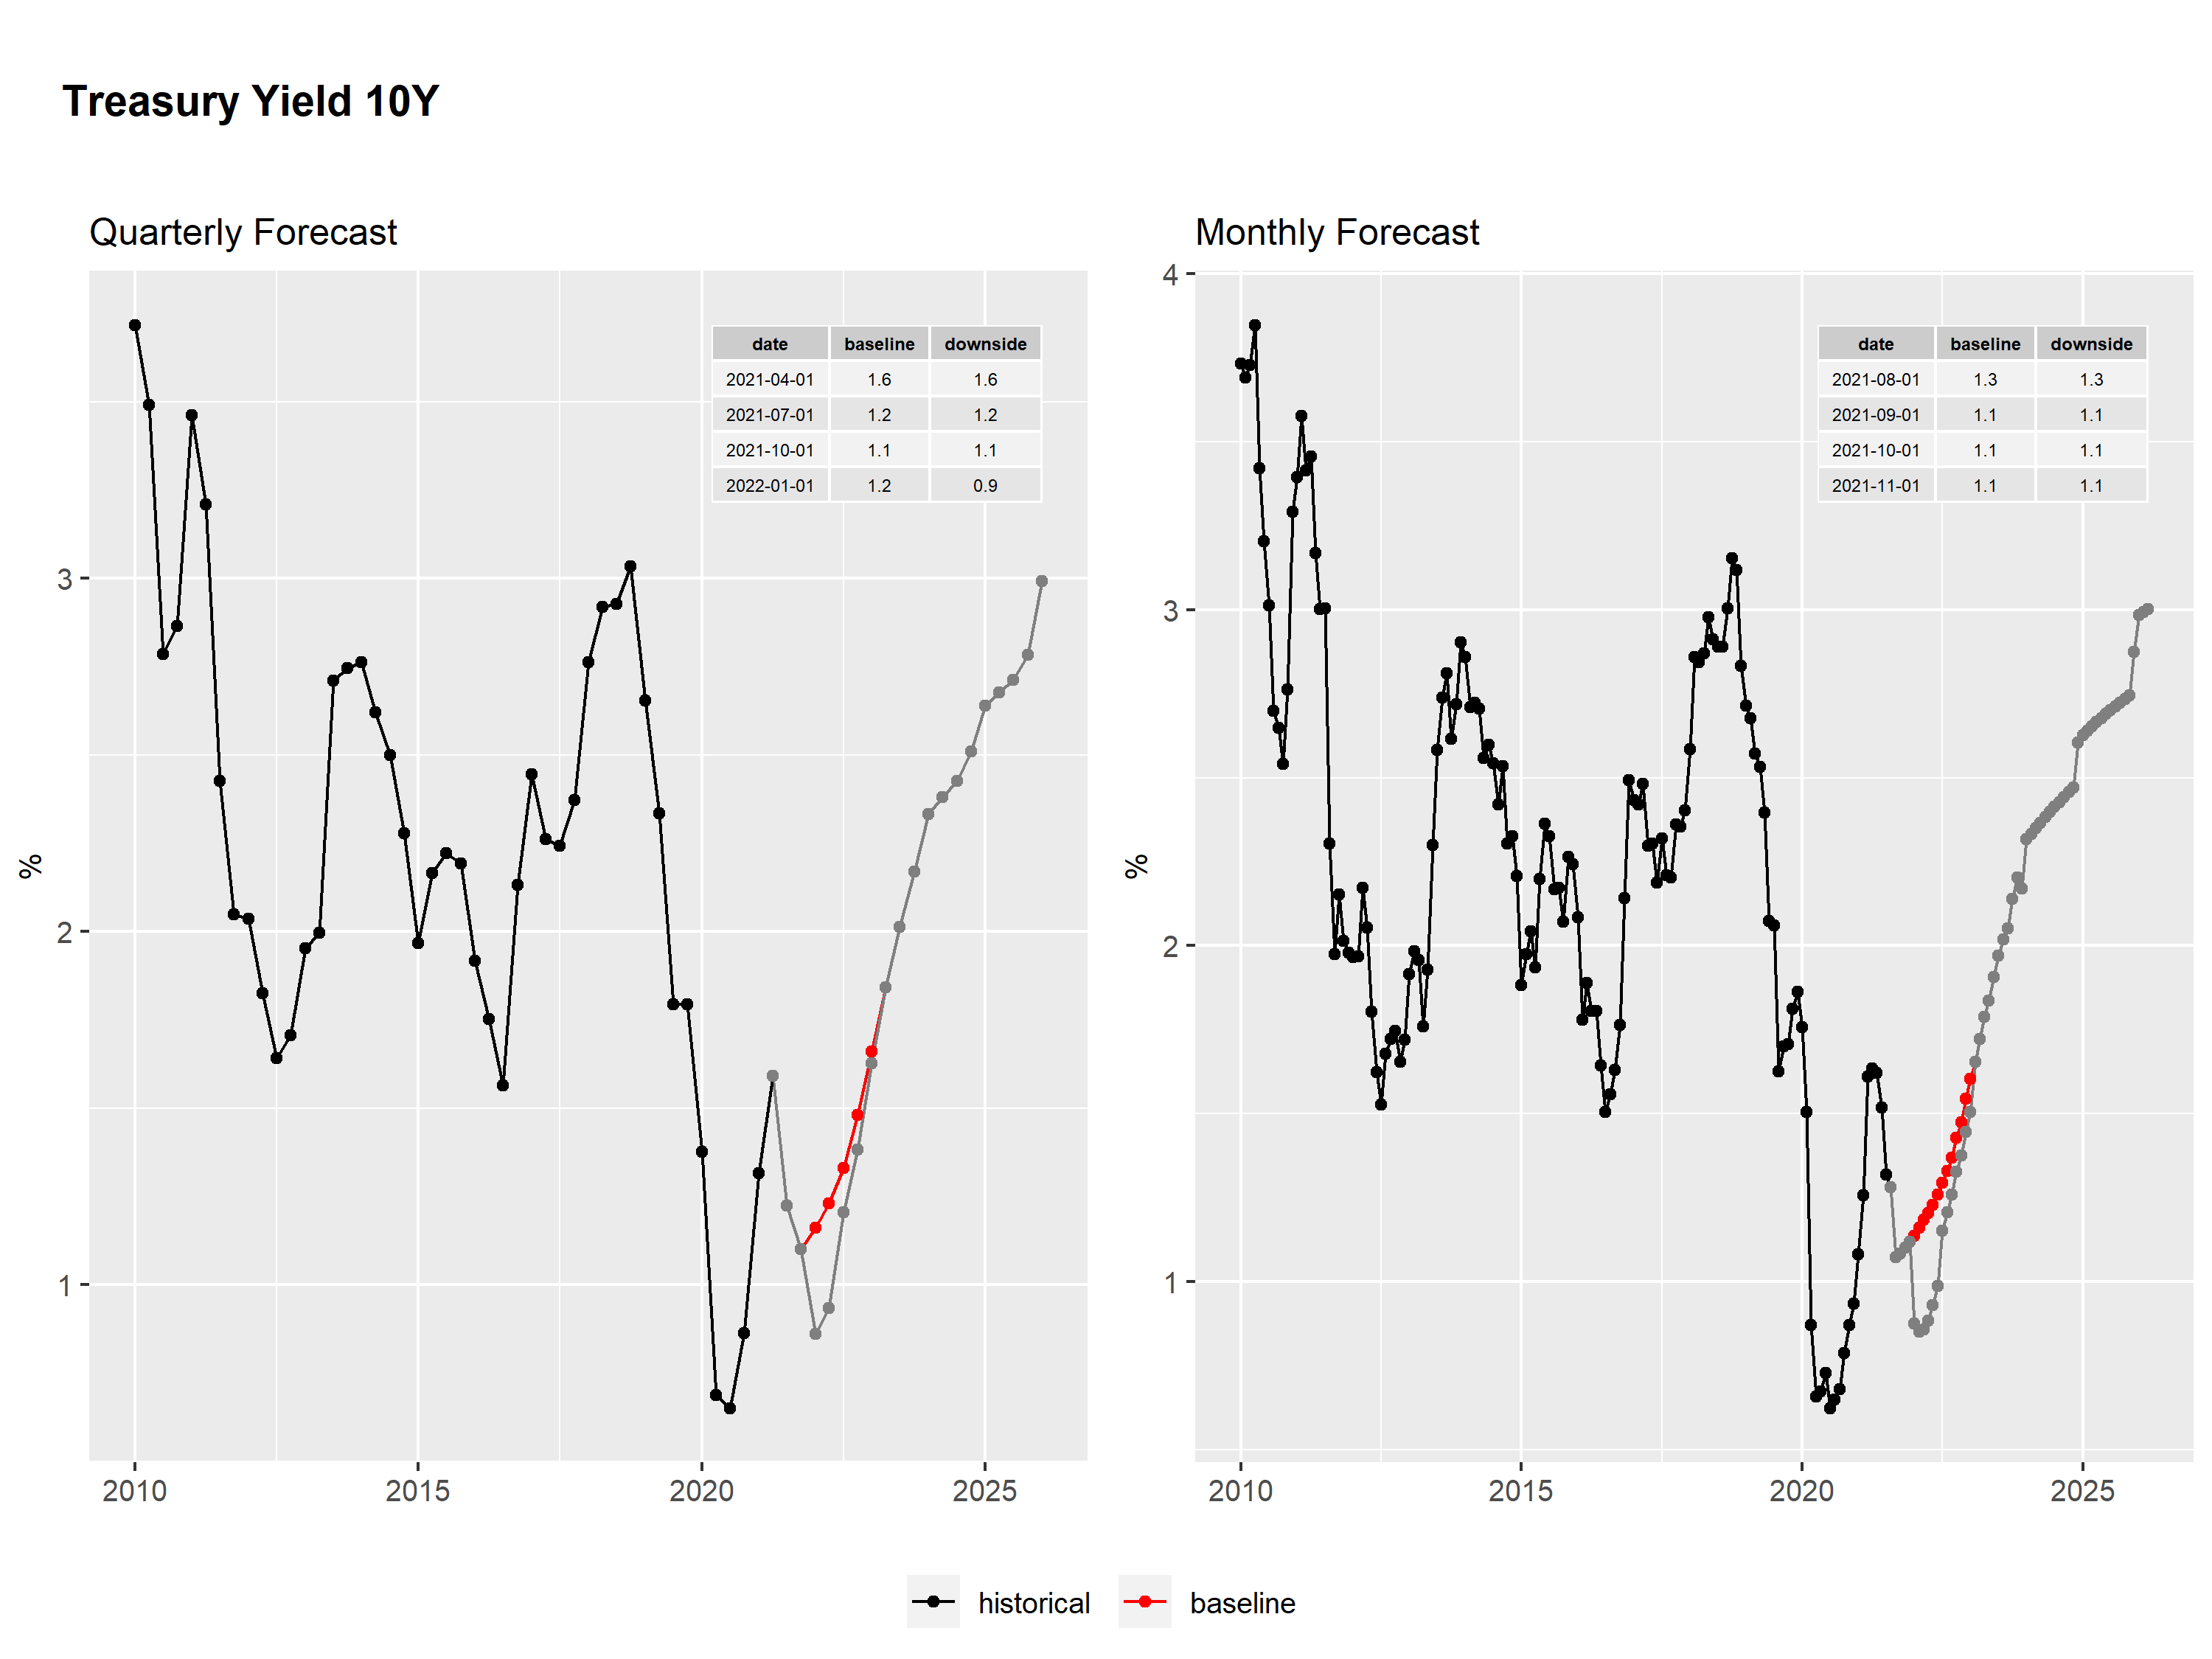 Treasury Yield 10Y
Quarterly Forecast
%
3
2
1
2010 2015 2020 2025
date baseline downside
2021-04-01 1.6 1.6
2021-07-01 1.2 1.2
2021-10-01 1.1 1.1
2022-01-01 1.2 0.9
Monthly Forecast
%
4
3
2
1
2010 2015 2020 2025
date baseline downside
2021-08-01 1.3 1.3
2021-09-01 1.1 1.1
2021-10-01 1.1 1.1
2021-11-01 1.1 1.1
historical baseline